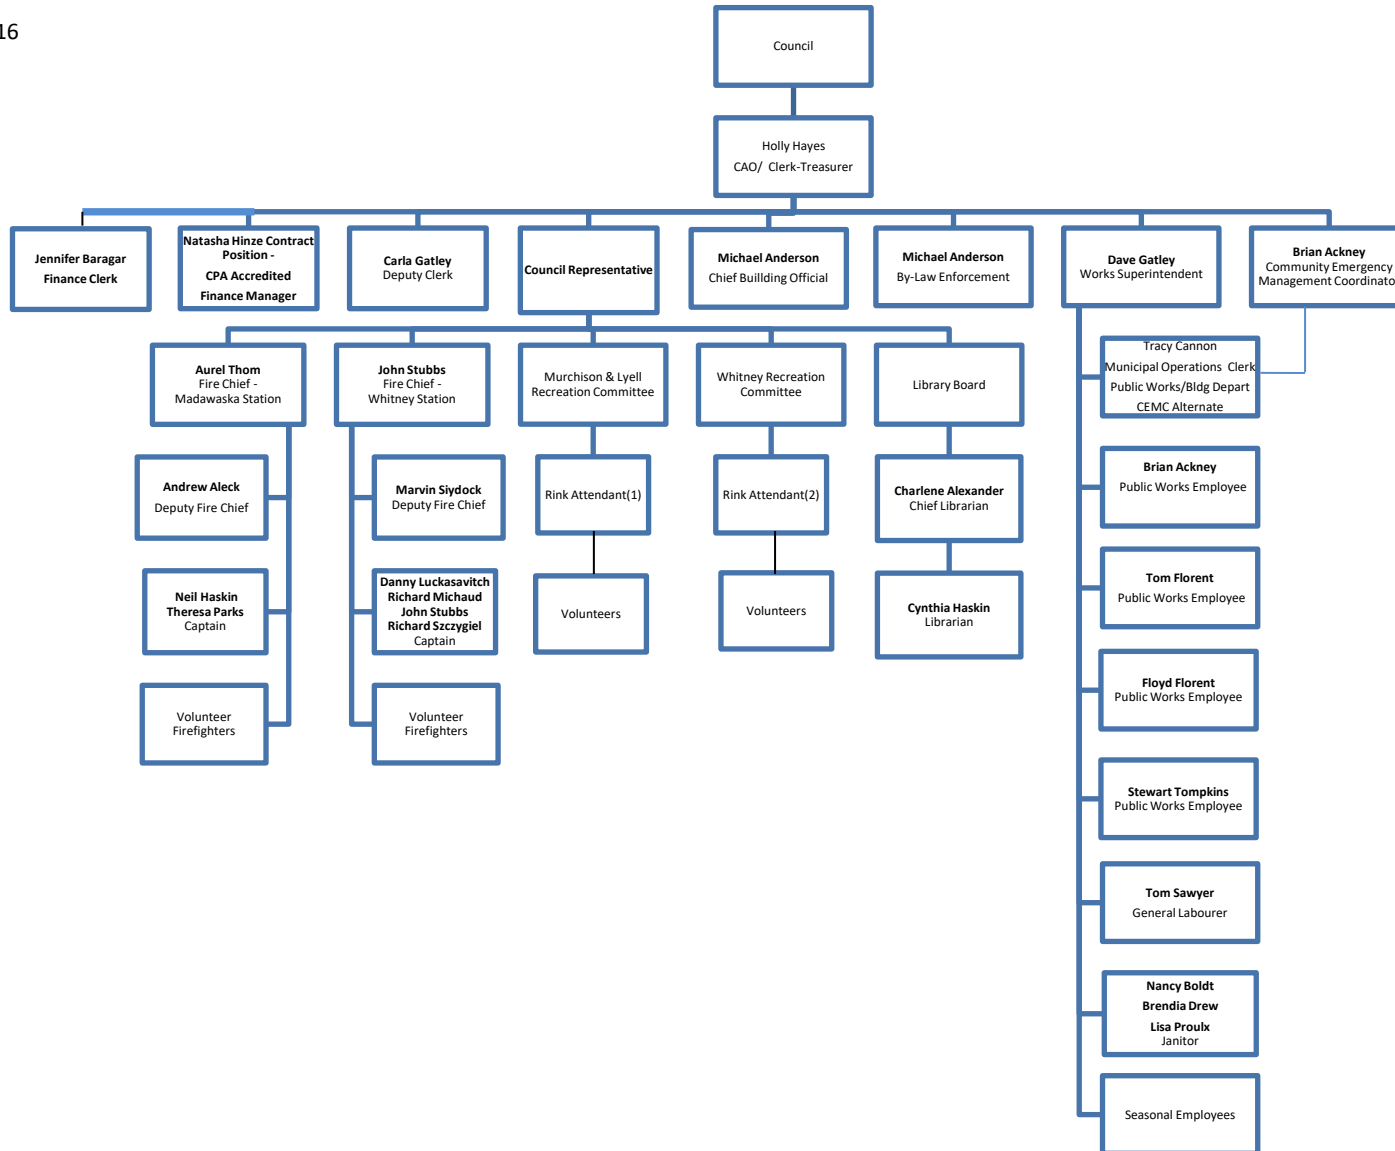 16
Council
Holly Hayes
CAO/ Clerk-Treasurer
Jennifer Baragar
Finance Clerk
Natasha Hinze Contract
Position -
CPA Accredited
Finance Manager
Carla Gatley
Deputy Clerk
Council Representative
Michael Anderson
Chief Buillding Official
Michael Anderson
By-Law Enforcement
Dave Gatley
Works Superintendent
Brian Ackney
Community Emergency
Management Coordinato
Aurel Thom
Fire Chief -
Madawaska Station
John Stubbs
Fire Chief -
Whitney Station
Murchison & Lyell
Recreation Committee
Whitney Recreation
Committee
Library Board
Tracy Cannon
Municipal Operations Clerk
Public Works/Bldg Depart
CEMC Alternate
Andrew Aleck
Deputy Fire Chief
Marvin Siydock
Deputy Fire Chief
Rink Attendant(1)
Rink Attendant(2)
Charlene Alexander
Chief Librarian
Brian Ackney
Public Works Employee
Neil Haskin
Theresa Parks
Captain
Danny Luckasavitch
Richard Michaud
John Stubbs
Richard Szczygiel
Captain
Volunteers
Volunteers
Cynthia Haskin
Librarian
Tom Florent
Public Works Employee
Volunteer
Firefighters
Volunteer
Firefighters
Floyd Florent
Public Works Employee
Stewart Tompkins
Public Works Employee
Tom Sawyer
General Labourer
Nancy Boldt
Brendia Drew
Lisa Proulx
Janitor
Seasonal Employees